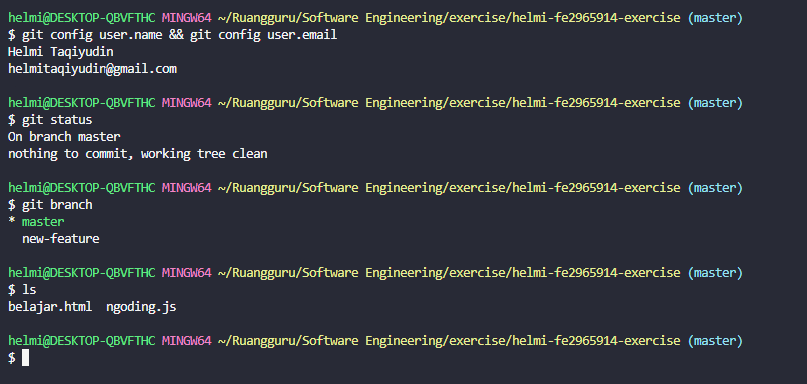 helmi@DESKTOP-QBVFTHC MINGW64 ~/Ruangguru/Software Engineering/exercise/helmi-fe2965914-exercise (master)
$ git config user.name && git config user.email
Helmi Taqiyudin
helmitaqiyudin@gmail.com
helmi@DESKTOP-QBVFTHC MINGW64 ~/Ruangguru/Software Engineering/exercise/helmi-fe2965914-exercise (master)
$ git status
On branch master
nothing to commit, working tree clean
helmi@DESKTOP-QBVFTHC MINGW64 ~/Ruangguru/Software Engineering/exercise/helmi-fe2965914-exercise (master)
$ git branch
* master
  new-feature
helmi@DESKTOP-QBVFTHC MINGW64 ~/Ruangguru/Software Engineering/exercise/helmi-fe2965914-exercise (master)
$ ls
belajar.html  ngoding.js
helmi@DESKTOP-QBVFTHC MINGW64 ~/Ruangguru/Software Engineering/exercise/helmi-fe2965914-exercise (master)
$